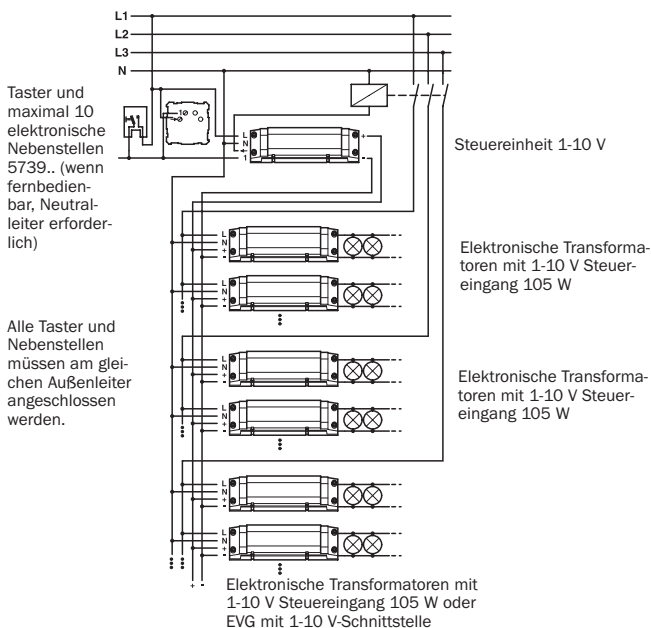 L1
L2
L3
N
Taster und
maximal 10
elektronische
Nebenstellen
5739.. (wenn
fernbedien-
bar, Neutral-
leiter erforder-
lich)
L
N
1
+
-
Steuereinheit 1-10 V
L
N
+
-
Elektronische Transforma-
toren mit 1-10 V Steuer-
eingang 105 W
L
N
+
-
Alle Taster und
Nebenstellen
müssen am glei-
chen Außenleiter
angeschlossen
werden.
L
N
+
-
Elektronische Transforma-
toren mit 1-10 V Steuer-
eingang 105 W
L
N
+
-
L
N
+
-
L
N
+
-
+ -
Elektronische Transformatoren mit
1-10 V Steuereingang 105 W oder
EVG mit 1-10 V-Schnittstelle